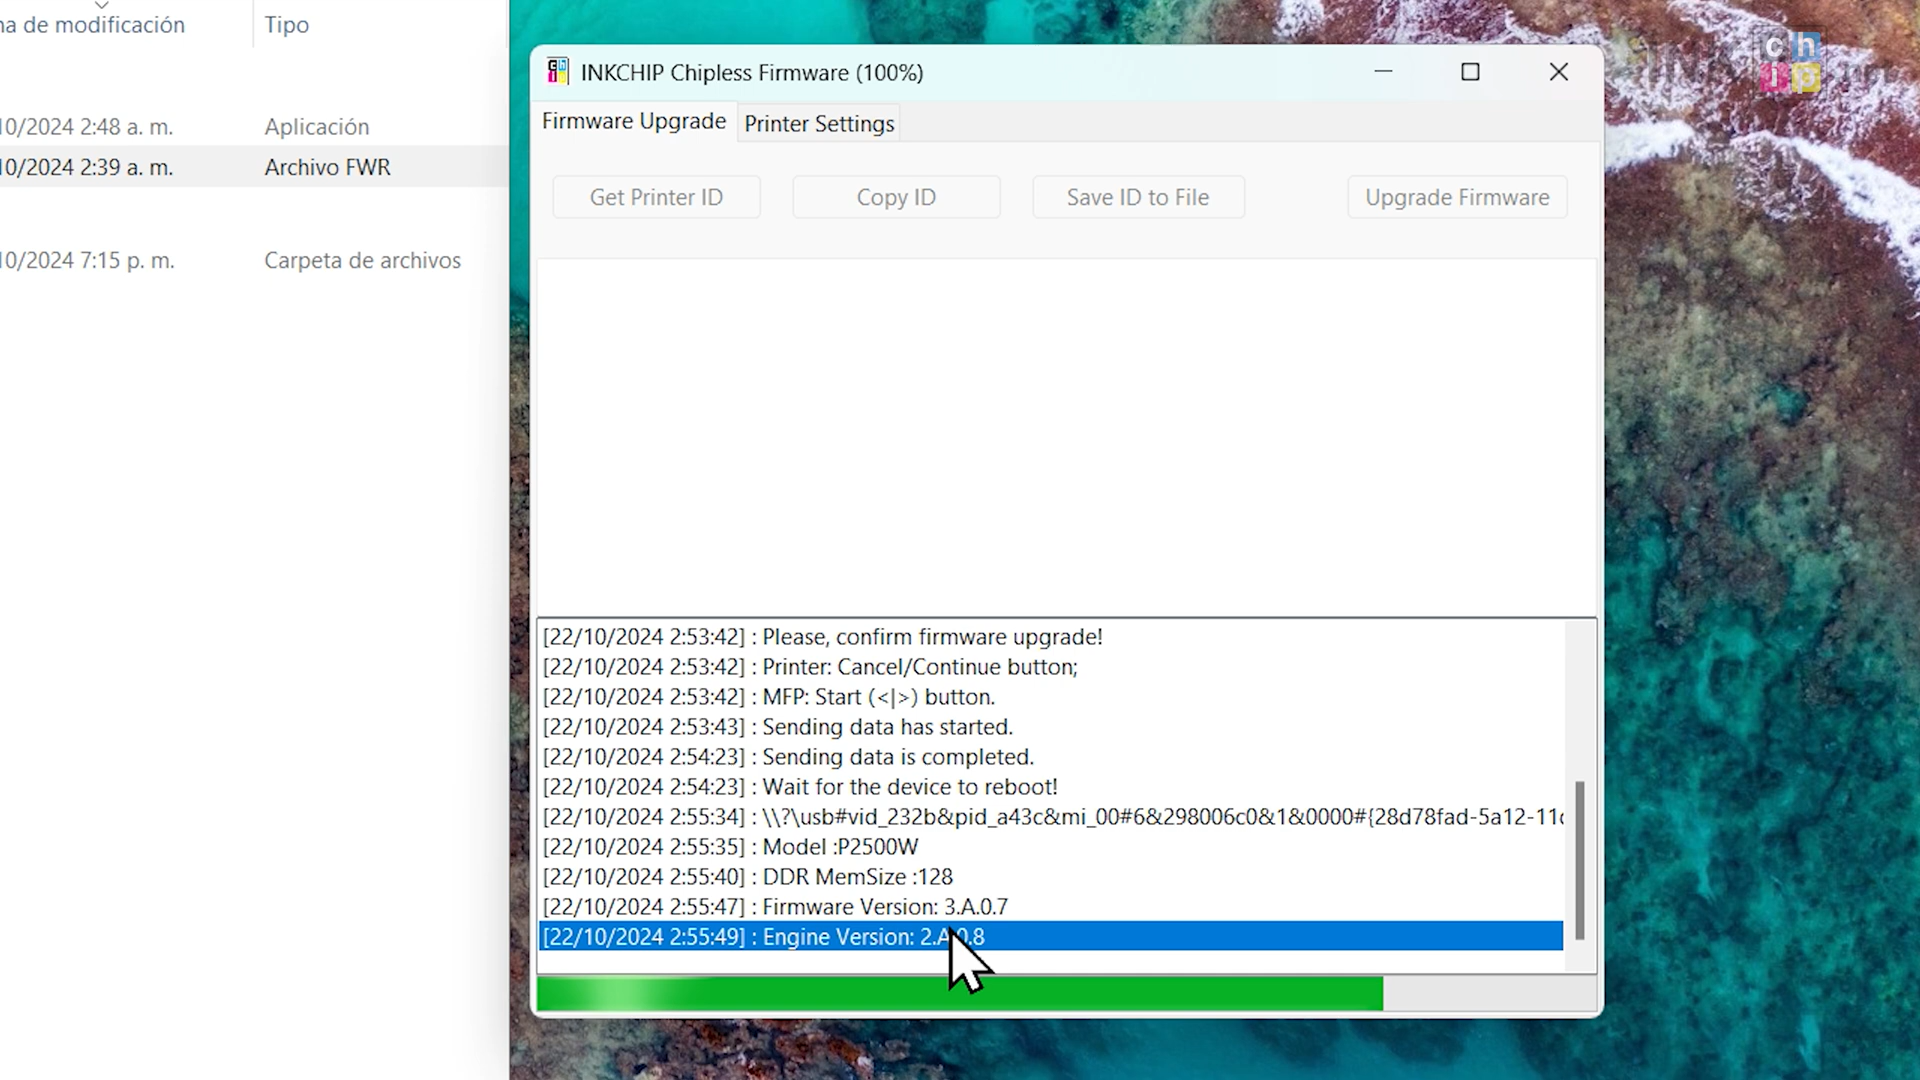 na de modificación Tipo
10/2024 2:48 a. m. Aplicación
10/2024 2:39 a. m. Archivo FWR
10/2024 7:15 p. m. Carpeta de archivos
INKCHIP Chipless Firmware (100%)
Firmware Upgrade Printer Settings
Get Printer ID Copy ID Save ID to File Upgrade Firmware
[22/10/2024 2:53:42] : Please, confirm firmware upgrade!
[22/10/2024 2:53:42] : Printer: Cancel/Continue button;
[22/10/2024 2:53:42] : MFP: Start (<|>) button.
[22/10/2024 2:53:43] : Sending data has started.
[22/10/2024 2:54:23] : Sending data is completed.
[22/10/2024 2:54:23] : Wait for the device to reboot!
[22/10/2024 2:55:34] : \\?\usb#vid_232b&pid_a43c&mi_00#6&298006c0&1&0000#{28d78fad-5a12-11
[22/10/2024 2:55:35] : Model :P2500W
[22/10/2024 2:55:40] : DDR MemSize :128
[22/10/2024 2:55:47] : Firmware Version: 3.A.0.7
[22/10/2024 2:55:49] : Engine Version: 2.A.0.8
ch
ip